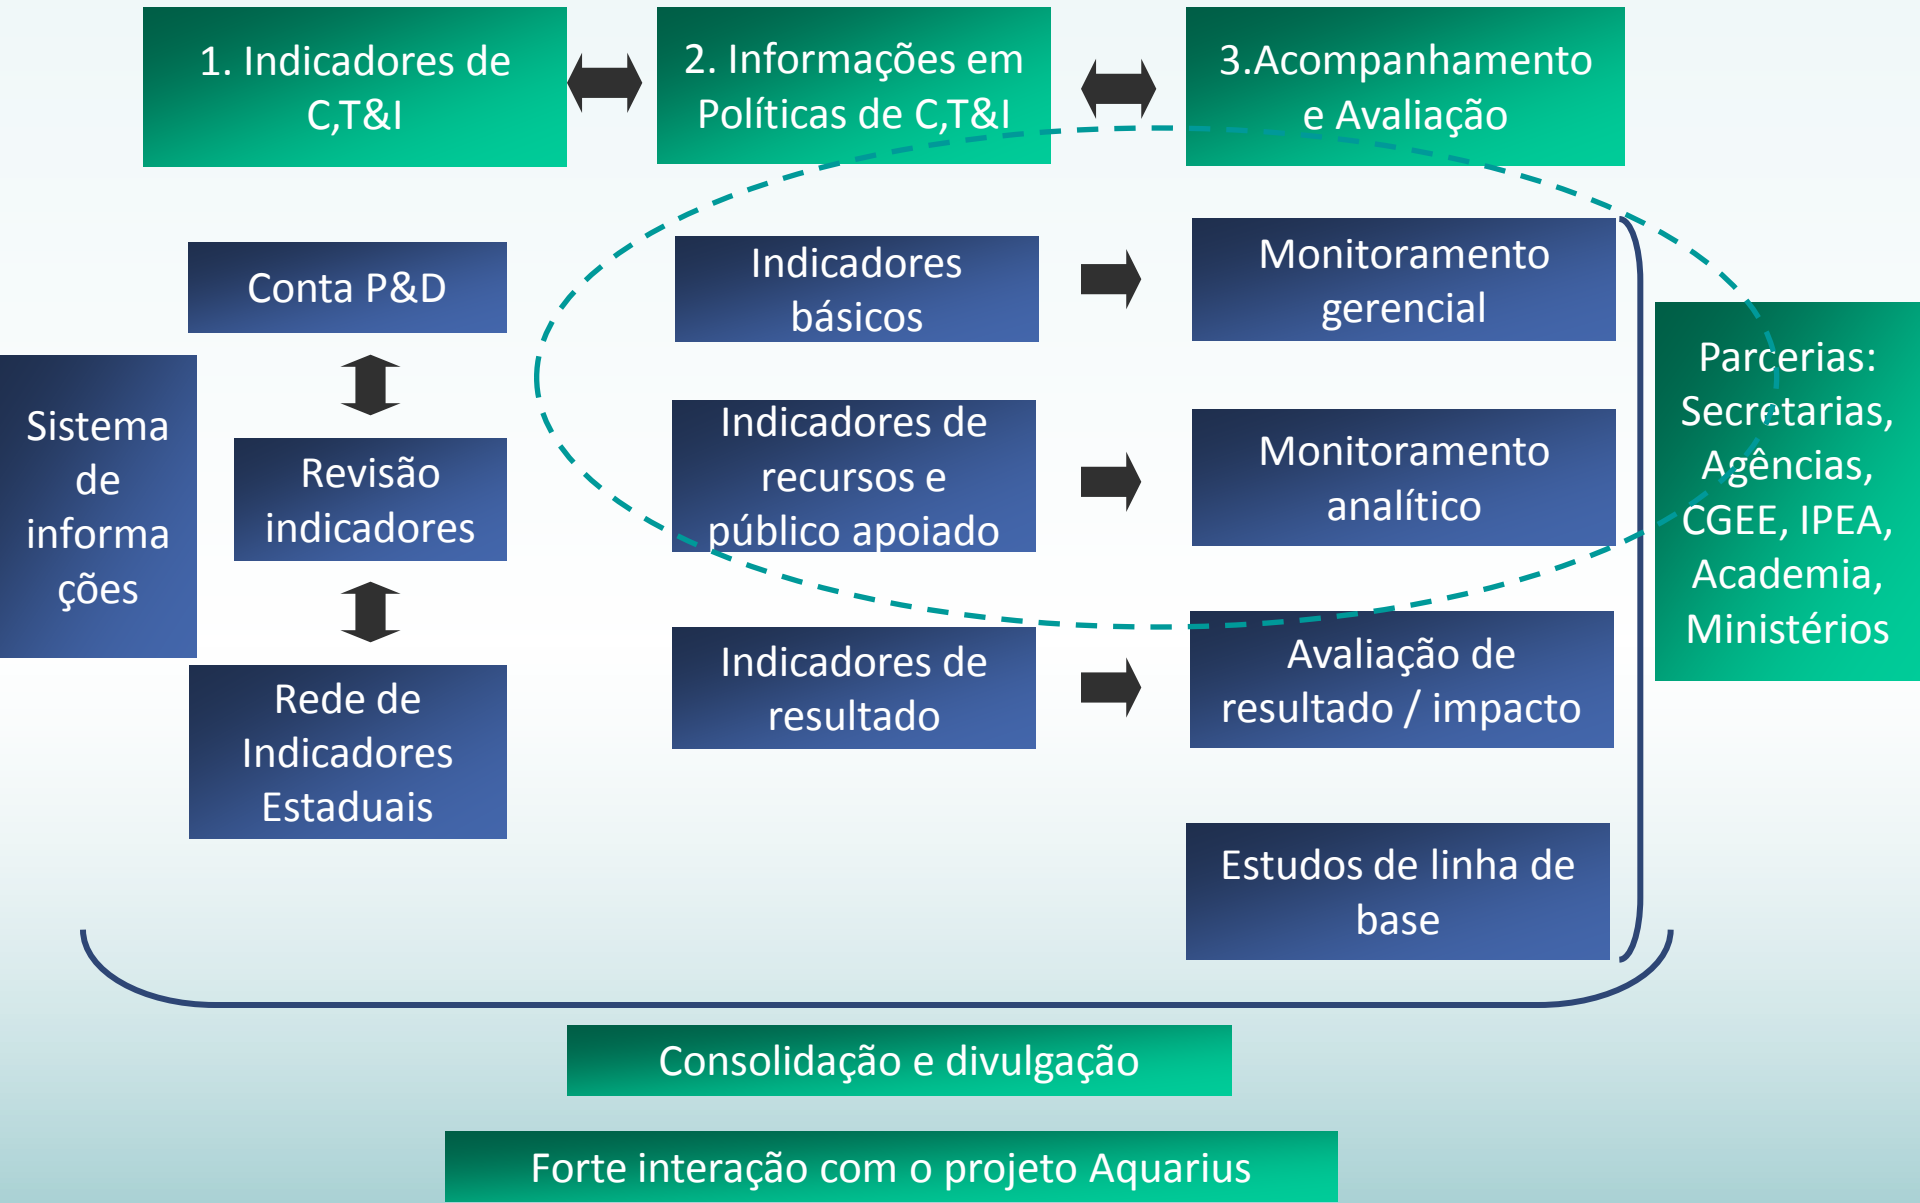 1. Indicadores de
C,T&I
2. Informações em
Políticas de C,T&I
3.Acompanhamento
e Avaliação
Conta P&D
Indicadores
básicos
Monitoramento
gerencial
Sistema
de
informa
ções
Revisão
indicadores
Indicadores de
recursos e
público apoiado
Monitoramento
analítico
Parcerias:
Secretarias,
Agências,
CGEE, IPEA,
Academia,
Ministérios
Rede de
Indicadores
Estaduais
Indicadores de
resultado
Avaliação de
resultado / impacto
Estudos de linha de
base
Consolidação e divulgação
Forte interação com o projeto Aquarius